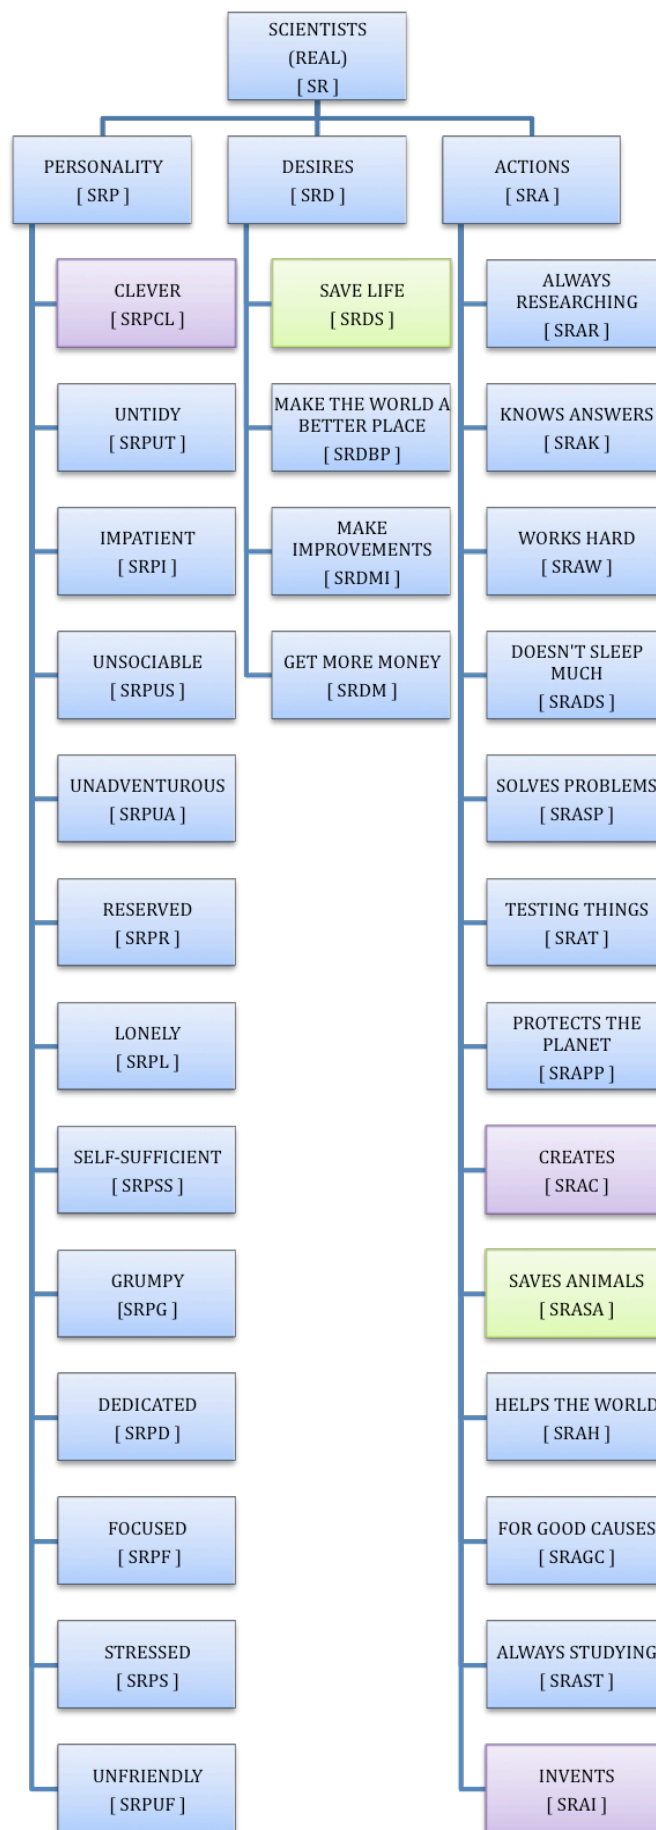 SCIENTISTS
(REAL)
[ SR ]
PERSONALITY
[ SRP ]
CLEVER
[ SRPCL ]
UNTIDY
[ SRPUT ]
IMPATIENT
[ SRPI ]
UNSOCIABLE
[ SRPUS ]
UNADVENTUROUS
[ SRPUA ]
RESERVED
[ SRPR ]
LONELY
[ SRPL ]
SELF-SUFFICIENT
[ SRPSS ]
GRUMPY
[SRPG ]
DEDICATED
[ SRPD ]
FOCUSED
[ SRPF ]
STRESSED
[ SRPS ]
UNFRIENDLY
[ SRPUF ]
DESIRES
[ SRD ]
SAVE LIFE
[ SRDS ]
MAKE THE WORLD A
BETTER PLACE
[ SRDBP ]
MAKE
IMPROVEMENTS
[ SRDMI ]
GET MORE MONEY
[ SRDM ]
ACTIONS
[ SRA ]
ALWAYS
RESEARCHING
[ SRAR ]
KNOWS ANSWERS
[ SRAK ]
WORKS HARD
[ SRAW ]
DOESN'T SLEEP
MUCH
[ SRADS ]
SOLVES PROBLEMS
[ SRASP ]
TESTING THINGS
[ SRAT ]
PROTECTS THE
PLANET
[ SRAPP ]
CREATES
[ SRAC ]
SAVES ANIMALS
[ SRASA ]
HELPS THE WORLD
[ SRAH ]
FOR GOOD CAUSES
[ SRAGC ]
ALWAYS STUDYING
[ SRAST ]
INVENTS
[ SRAI ]